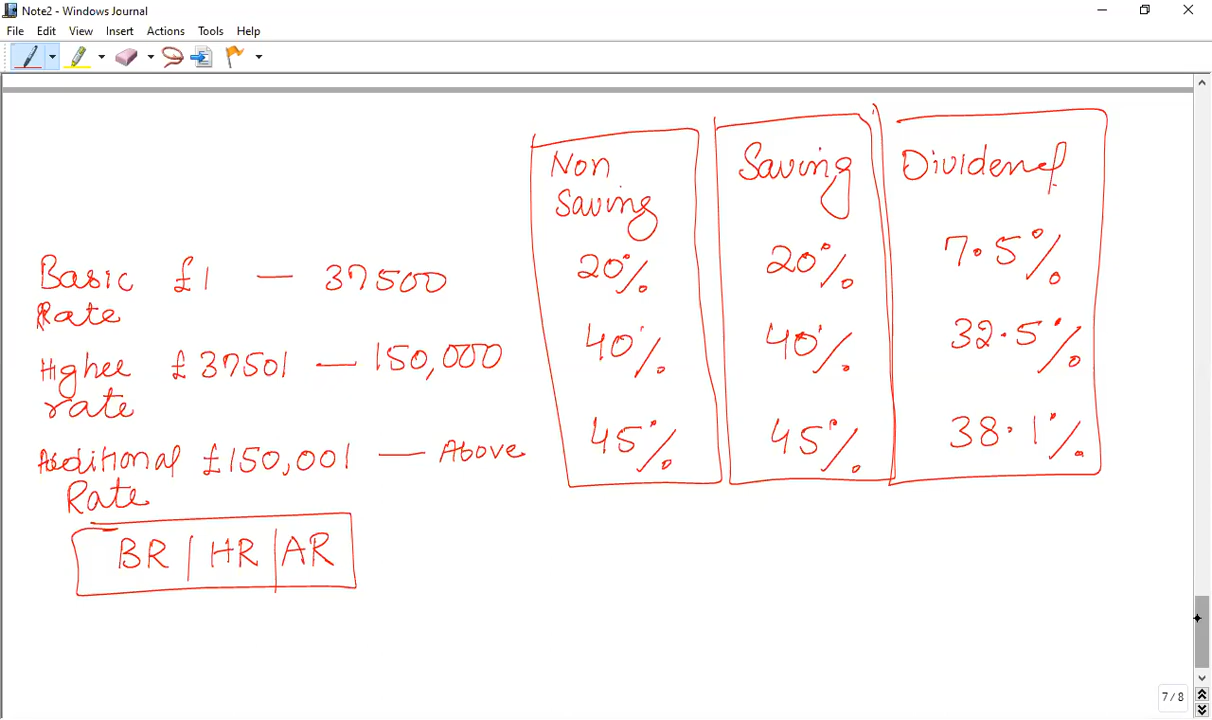 Note2 - Windows Journal
File Edit View Insert Actions Tools Help
Non Saving Dividend
Saving
Basic £1 — 37500 20% 20% 7.5%
Rate
Higher £37501 — 150,000 40% 40% 32.5%
rate
Additional £150,001 — Above 45% 45% 38.1%
Rate
BR | HR | AR
7 / 8